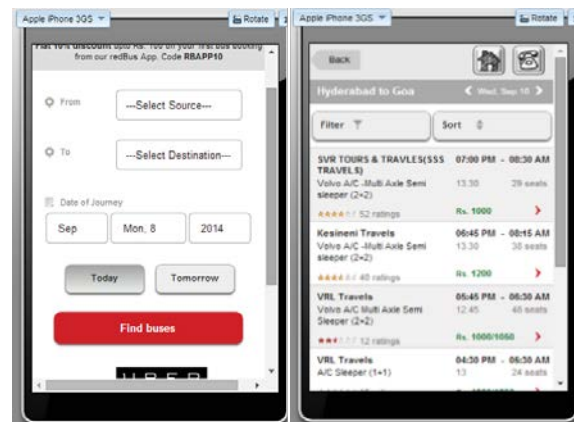 Apple iPhone 3GS
Rotate
Flat 10% discount upto Rs. 100 on your first bus booking
from our redBus App. Code RBAPP10
From
---Select Source---
To
---Select Destination---
Date of Journey
Sep
Mon, 8
2014
Today
Tomorrow
Find buses
UBER
Apple iPhone 3GS
Rotate
Back
Hyderabad to Goa
Wed, Sep 10
Filter
Sort
SVR TOURS & TRAVLES(SSS 07:00 PM - 08:30 AM
TRAVELS)
Volvo A/C -Multi Axle Semi 13.30 29 seats
sleeper (2+2)
52 ratings Rs. 1000
Kesineni Travels 06:45 PM - 08:15 AM
Volvo A/C -Multi Axle Semi 13.30 38 seats
sleeper (2+2)
40 ratings Rs. 1200
VRL Travels 05:45 PM - 06:30 AM
Volvo A/C Multi Axle Semi 12.45 48 seats
Sleeper (2+2)
12 ratings Rs. 1000/1050
VRL Travels 04:30 PM - 05:30 AM
A/C Sleeper (1+1) 13 24 seats